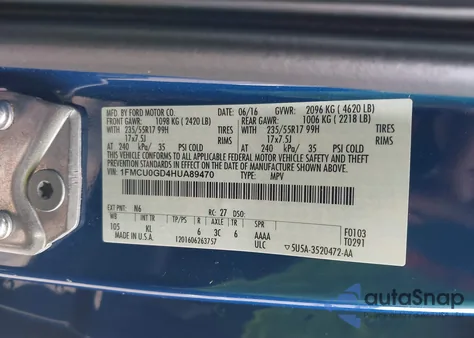 MFD. BY FORD MOTOR CO. 06/16 GVWR: 2096 KG ( 4620 LB)
FRONT GAWR: 1098 KG ( 2420 LB) REAR GAWR: 1006 KG ( 2218 LB)
WITH 235/55R17 99H TIRES WITH 235/55R17 99H TIRES
17x7.5J RIMS 17x7.5J RIMS
AT 240 kPa/ 35 PSI COLD AT 240 kPa/ 35 PSI COLD
THIS VEHICLE CONFORMS TO ALL APPLICABLE FEDERAL MOTOR VEHICLE SAFETY
AND THEFT PREVENTION STANDARDS IN EFFECT ON THE DATE OF MANUFACTURE SHOWN ABOVE.
VIN: 1FMCU0GD4HUA89470 TYPE: MPV
EXT PNT: N6 RC: 27 DSO:
WB TR TP/PS R AXLE SPR
105 KL 6 3C 6 AAAA F0103
MADE IN U.S.A. 1201606263757 ULC T0291
5U5A-3520472-AA
autoSnap